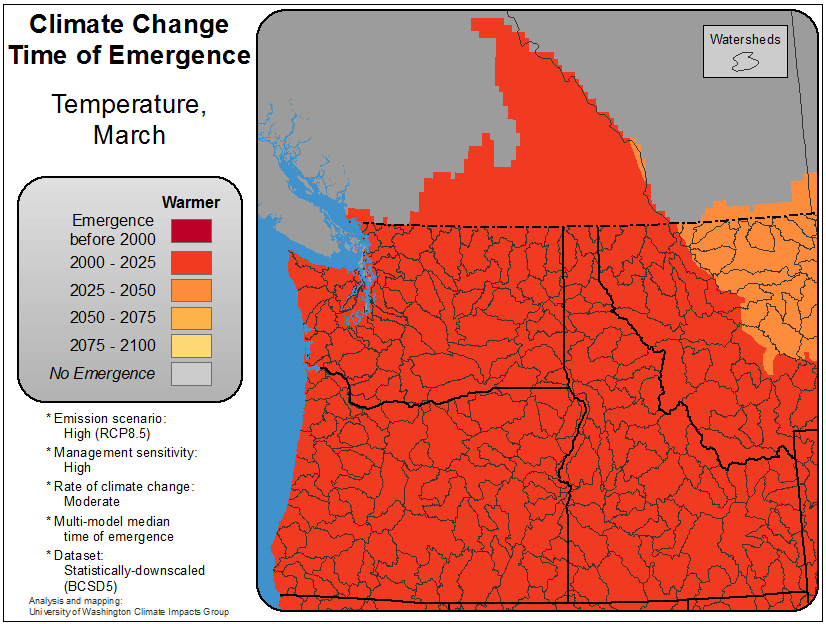 Climate Change
Time of Emergence
Temperature,
March
Warmer
Emergence
before 2000
2000 - 2025
2025 - 2050
2050 - 2075
2075 - 2100
No Emergence
* Emission scenario:
High (RCP8.5)
* Management sensitivity:
High
* Rate of climate change:
Moderate
* Multi-model median
time of emergence
* Dataset:
Statistically-downscaled
(BCSD5)
Analysis and mapping:
University of Washington Climate Impacts Group
Watersheds